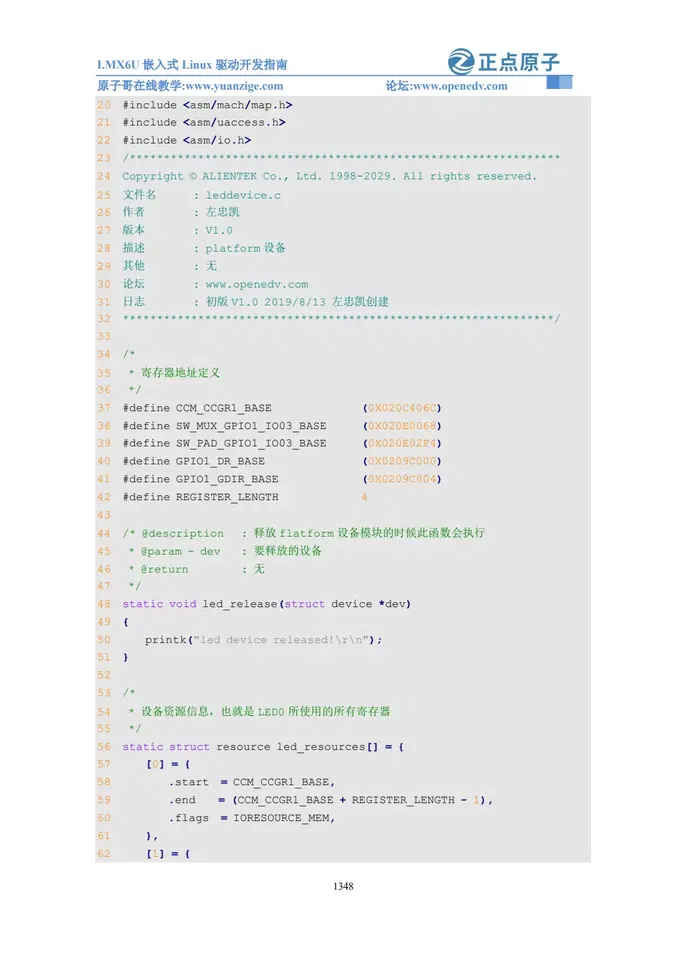 I.MX6U 嵌入式 Linux 驱动开发指南
正点原子
原子哥在线教学:www.yuanzige.com 论坛:www.openedv.com
20 #include <asm/mach/map.h>
21 #include <asm/uaccess.h>
22 #include <asm/io.h>
23 /***************************************************************
24 Copyright © ALIENTEK Co., Ltd. 1998-2029. All rights reserved.
25 文件名 : leddevice.c
26 作者 : 左忠凯
27 版本 : V1.0
28 描述 : platform 设备
29 其他 : 无
30 论坛 : www.openedv.com
31 日志 : 初版 V1.0 2019/8/13 左忠凯创建
32 ***************************************************************/
33
34 /*
35 * 寄存器地址定义
36 */
37 #define CCM_CCGR1_BASE (0X020C406C)
38 #define SW_MUX_GPIO1_IO03_BASE (0X020E0068)
39 #define SW_PAD_GPIO1_IO03_BASE (0X020E02F4)
40 #define GPIO1_DR_BASE (0X0209C000)
41 #define GPIO1_GDIR_BASE (0X0209C004)
42 #define REGISTER_LENGTH 4
43
44 /* @description : 释放 flatform 设备模块的时候此函数会执行
45 * @param - dev : 要释放的设备
46 * @return : 无
47 */
48 static void led_release(struct device *dev)
49 {
50 printk("led device released!\r\n");
51 }
52
53 /*
54 * 设备资源信息，也就是 LED0 所使用的所有寄存器
55 */
56 static struct resource led_resources[] = {
57 [0] = {
58 .start = CCM_CCGR1_BASE,
59 .end = (CCM_CCGR1_BASE + REGISTER_LENGTH - 1),
60 .flags = IORESOURCE_MEM,
61 },
62 [1] = {
1348